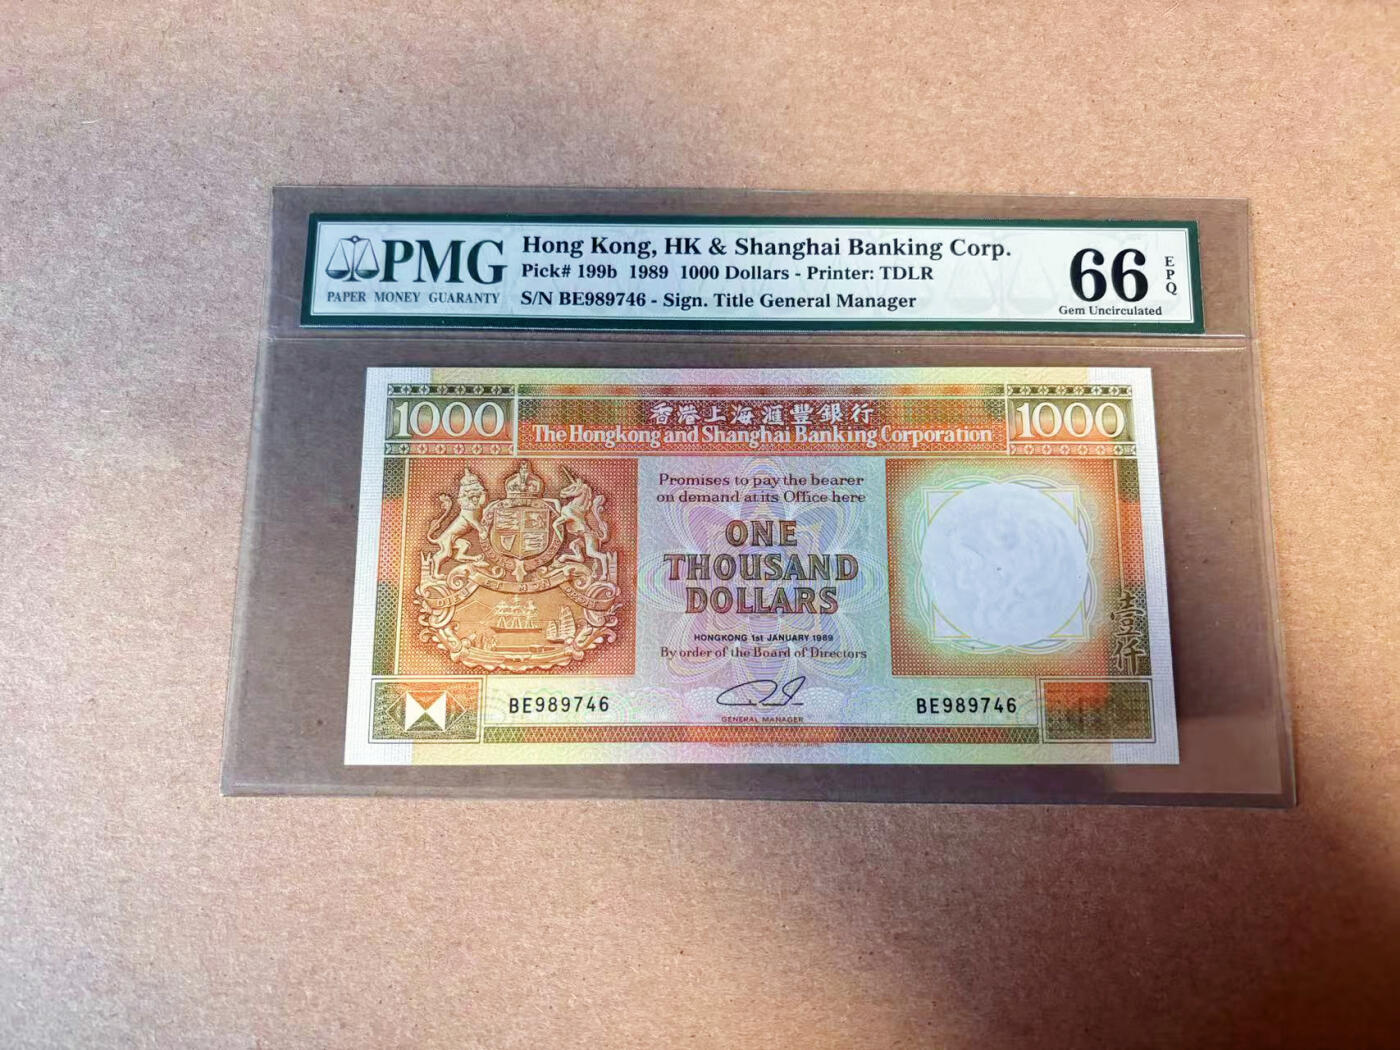 PMG
PAPER MONEY GUARANTY
Hong Kong, HK & Shanghai Banking Corp.
Pick# 199b 1989 1000 Dollars - Printer: TDLR
S/N BE989746 - Sign. Title General Manager
66
EPQ
Gem Uncirculated
1000
香港上海滙豐銀行
1000
The Hongkong and Shanghai Banking Corporation
Promises to pay the bearer
on demand at its Office here
ONE
THOUSAND
DOLLARS
HONGKONG 1st JANUARY 1989
By order of the Board of Directors
壹仟
BE989746
BE989746
GENERAL MANAGER